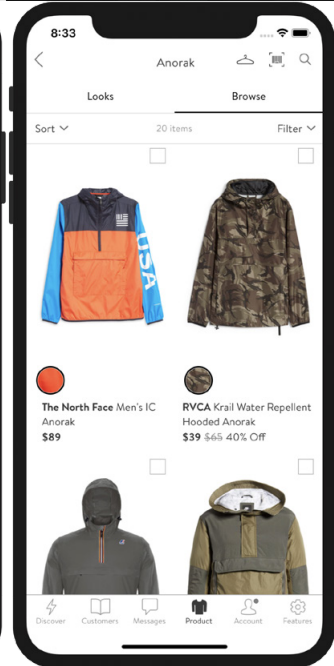 8:33
Anorak
Looks Browse
Sort 20 items Filter
USA
The North Face Men's IC
Anorak
$89
RVCA Krail Water Repellent
Hooded Anorak
$39 $65 40% Off
Discover Customers Messages Product Account Features